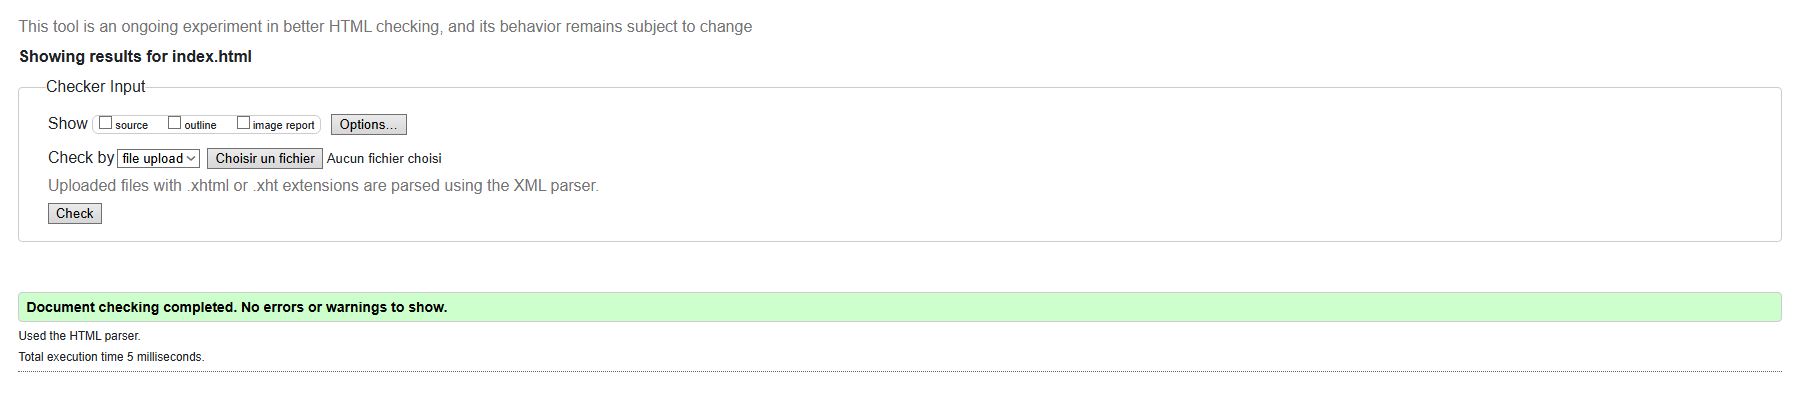 This tool is an ongoing experiment in better HTML checking, and its behavior remains subject to change
Showing results for index.html
Checker Input
Show source outline image report Options...
Check by file upload Choisir un fichier Aucun fichier choisi
Uploaded files with .xhtml or .xht extensions are parsed using the XML parser.
Check
Document checking completed. No errors or warnings to show.
Used the HTML parser.
Total execution time 5 milliseconds.